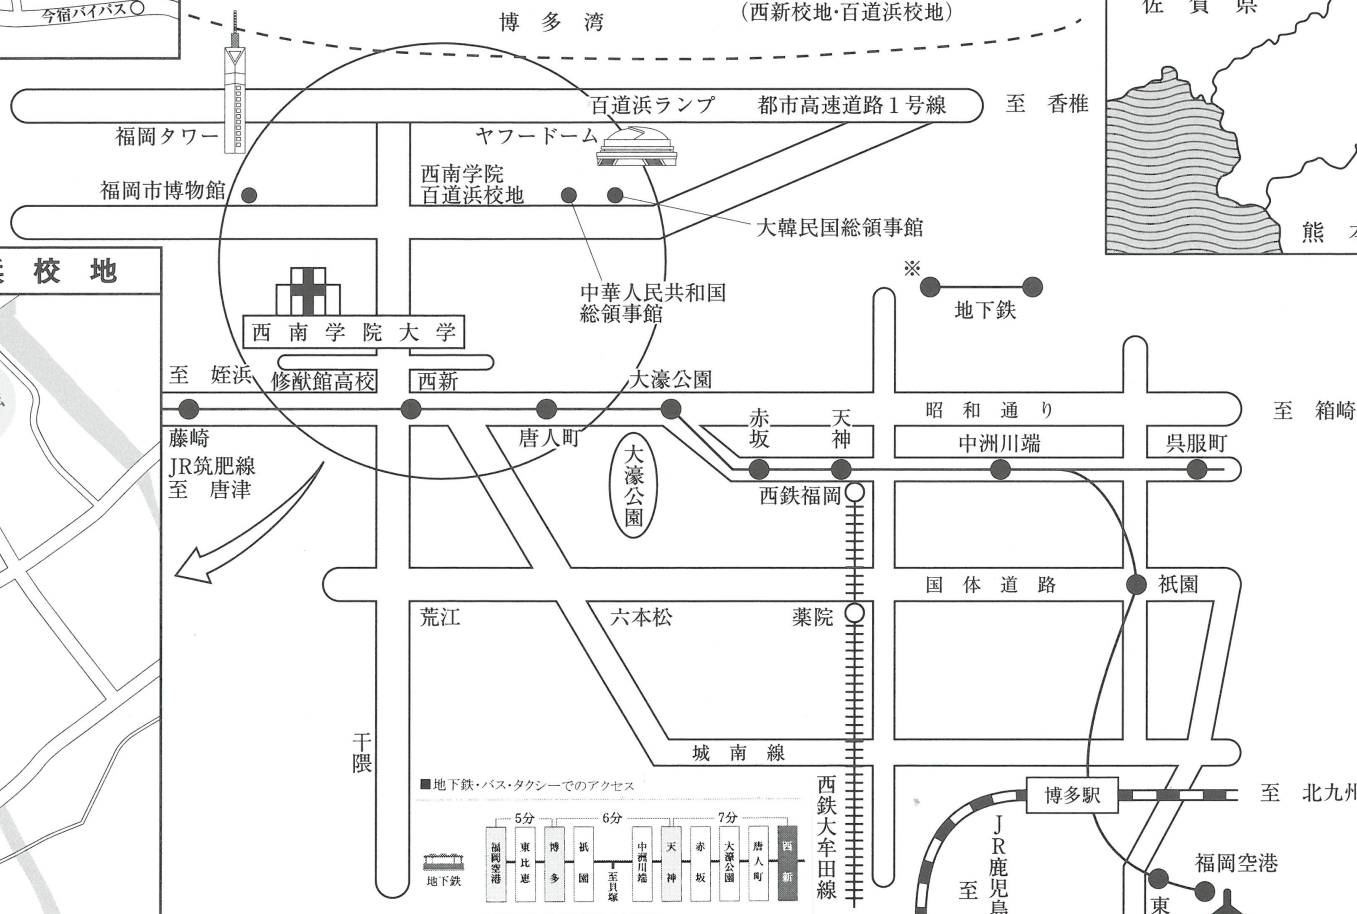 今宿バイパス
博多湾
(西新校地・百道浜校地)
佐賀県
百道浜ランプ
都市高速道路1号線
至 香椎
福岡タワー
ヤフードーム
福岡市博物館
西南学院
百道浜校地
大韓民国総領事館
熊
校地
中華人民共和国
総領事館
※
地下鉄
西南学院大学
至 姪浜
修猷館高校
西新
大濠公園
赤坂
天神
昭和通り
至 箱崎
藤崎
唐人町
中洲川端
呉服町
JR筑肥線
至 唐津
大濠公園
西鉄福岡
国体道路
祇園
荒江
六本松
薬院
干隈
城南線
西鉄大牟田線
博多駅
至 北九州
JR鹿児島
至
福岡空港
東
■地下鉄・バス・タクシーでのアクセス
5分
6分
7分
地下鉄
福岡空港
東比恵
博多
祇園
至貝塚
中洲川端
天神
赤坂
大濠公園
唐人町
西新